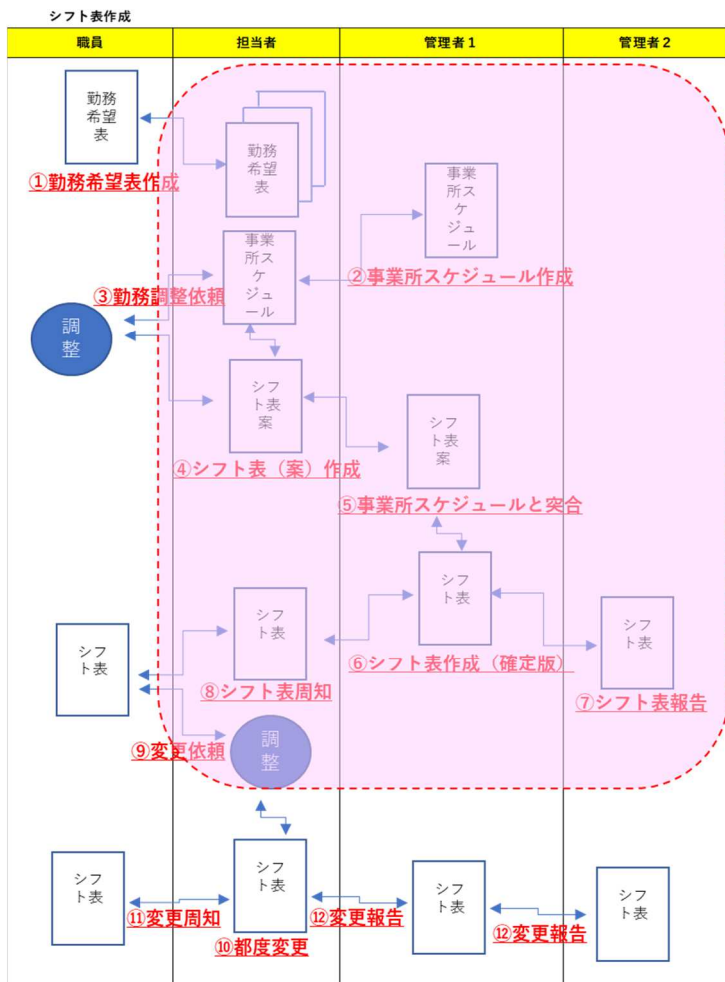 シフト表作成
職員
担当者
管理者1
管理者2
勤務
希望
表
①勤務希望表作成
勤務
希望
表
事業
所ス
ケ
ジュ
ール
②事業所スケジュール作成
事業
所ス
ケ
ジュ
ール
③勤務調整依頼
調
整
シフ
ト表
案
④シフト表（案）作成
シフ
ト表
案
⑤事業所スケジュールと突合
シフ
ト表
⑥シフト表作成（確定版）
シフ
ト表
⑦シフト表報告
シフ
ト表
⑧シフト表周知
シフ
ト表
⑨変更依頼
調
整
シフ
ト表
⑪変更周知
シフ
ト表
⑩都度変更
⑫変更報告
シフ
ト表
⑫変更報告
シフ
ト表